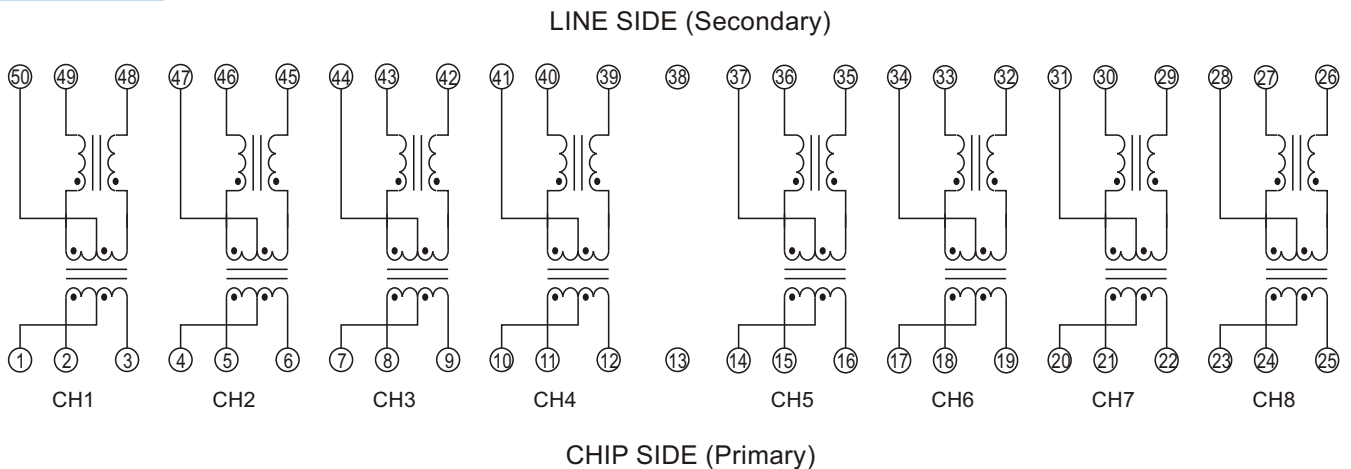 LINE SIDE (Secondary)
50 49 48 47 46 45 44 43 42 41 40 39 38 37 36 35 34 33 32 31 30 29 28 27 26
1 2 3 4 5 6 7 8 9 10 11 12 13 14 15 16 17 18 19 20 21 22 23 24 25
CH1 CH2 CH3 CH4 CH5 CH6 CH7 CH8
CHIP SIDE (Primary)